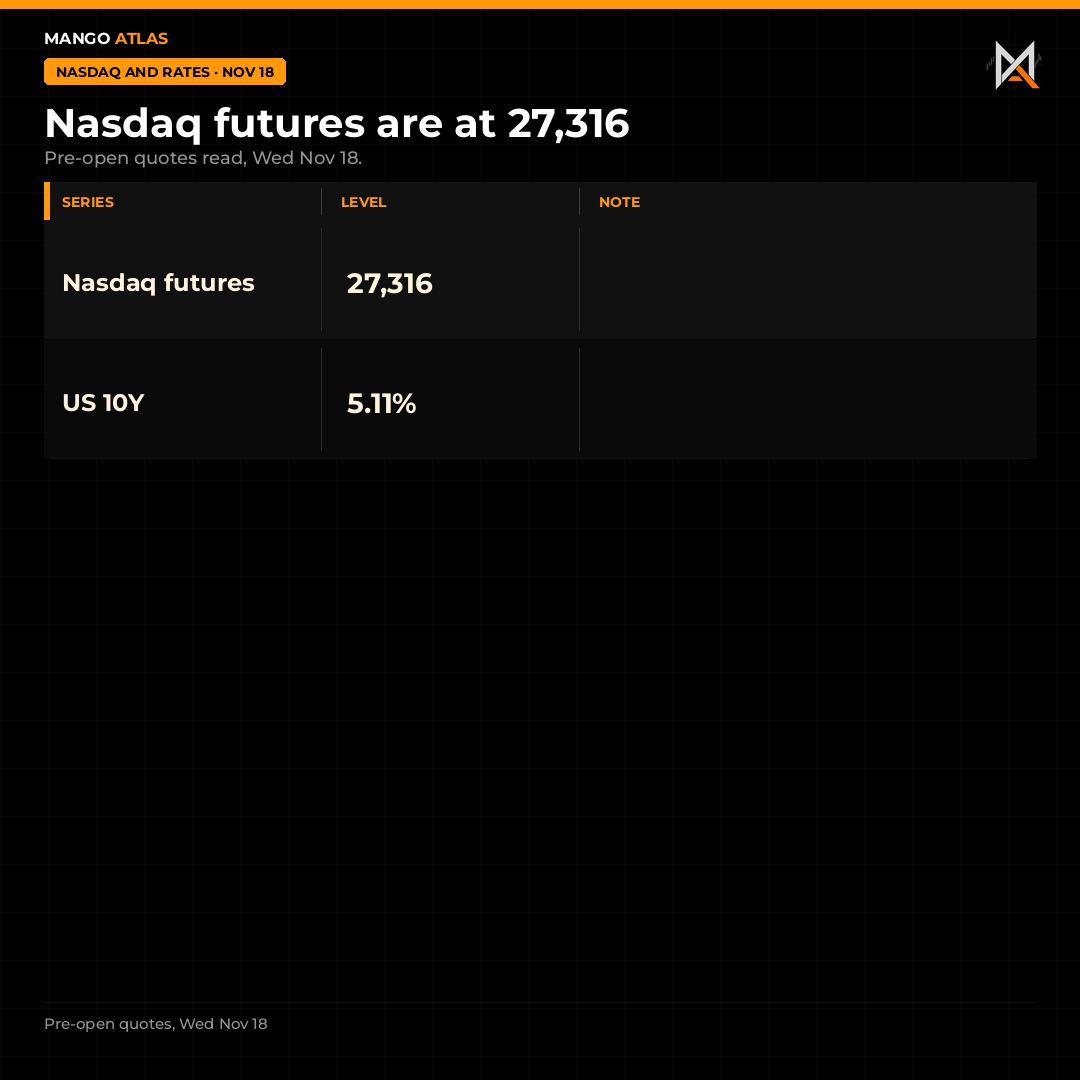 MANGO ATLAS
NASDAQ AND RATES · NOV 18
Nasdaq futures are at 27,316
Pre-open quotes read, Wed Nov 18.
SERIES LEVEL NOTE
Nasdaq futures 27,316
US 10Y 5.11%
Pre-open quotes, Wed Nov 18